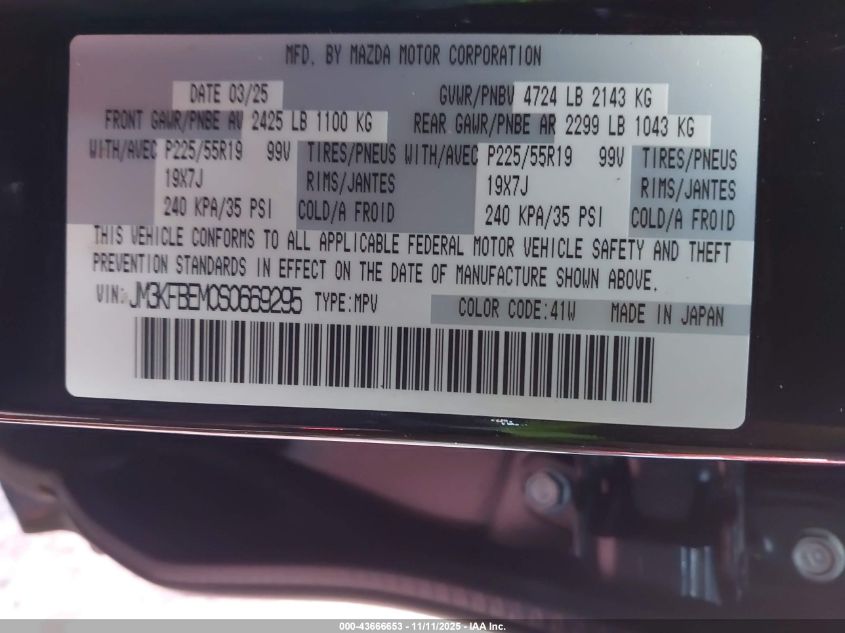 MFD. BY MAZDA MOTOR CORPORATION
DATE 03/25 GVWR/PNBV 4724 LB 2143 KG
FRONT GAWR/PNBE AV 2425 LB 1100 KG REAR GAWR/PNBE AR 2299 LB 1043 KG
WITH/AVEC P225/55R19 99V TIRES/PNEUS WITH/AVEC P225/55R19 99V TIRES/PNEUS
19X7J RIMS/JANTES 19X7J RIMS/JANTES
240 KPA/35 PSI COLD/A FROID 240 KPA/35 PSI COLD/A FROID
THIS VEHICLE CONFORMS TO ALL APPLICABLE FEDERAL MOTOR VEHICLE SAFETY AND THEFT
PREVENTION STANDARDS IN EFFECT ON THE DATE OF MANUFACTURE SHOWN ABOVE.
VIN: JM3KFBEM0S0669295 TYPE:MPV COLOR CODE:41W MADE IN JAPAN
000-43666653 - 11/11/2025 - IAA Inc.